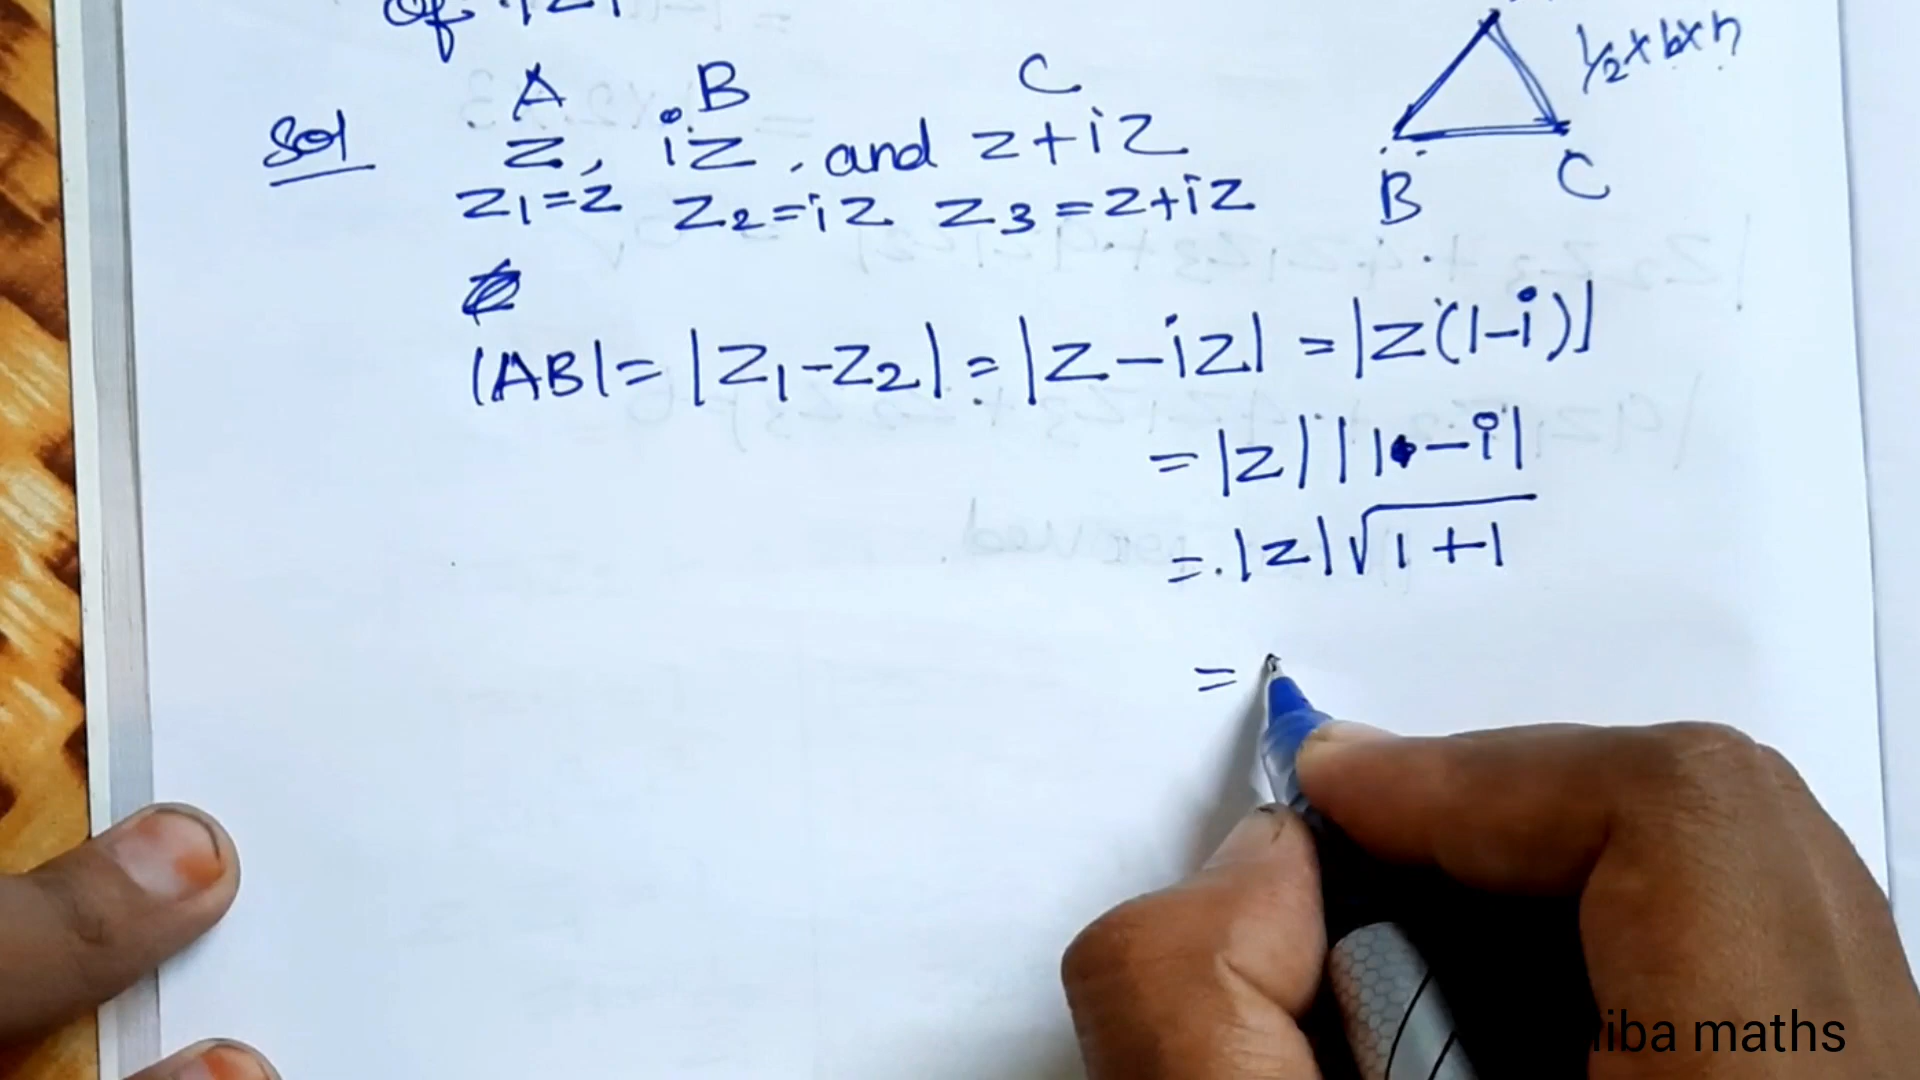 of |z|
A B C
Sol z, iz, and z+iz
z₁=z z₂=iz z₃=z+iz
½×b×h
B C
|AB|= |z₁-z₂| = |z-iz| = |z(1-i)|
= |z| |1-i|
= |z|√1+1
=
iba maths